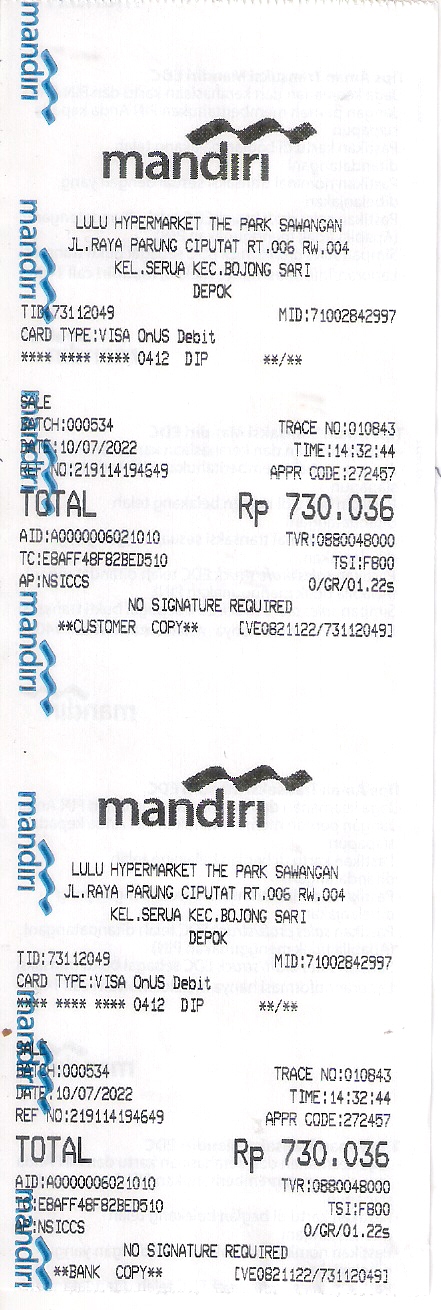 mandiri
LULU HYPERMARKET THE PARK SAWANGAN
JL.RAYA PARUNG CIPUTAT RT.006 RW.004
KEL.SERUA KEC.BOJONG SARI
DEPOK
TID:73112049 MID:71002842997
CARD TYPE:VISA OnUS Debit
**** **** **** 0412 DIP **/**
SALE
BATCH:000534 TRACE NO:010843
DATE:10/07/2022 TIME:14:32:44
REF NO:219114194649 APPR CODE:272457
TOTAL Rp 730.036
AID:A0000006021010 TVR:0880048000
TC:E8AFF48F82BED510 TSI:F800
AP:NSICCS 0/GR/01.22s
NO SIGNATURE REQUIRED
**CUSTOMER COPY** [VE0821122/73112049]
mandiri
LULU HYPERMARKET THE PARK SAWANGAN
JL.RAYA PARUNG CIPUTAT RT.006 RW.004
KEL.SERUA KEC.BOJONG SARI
DEPOK
TID:73112049 MID:71002842997
CARD TYPE:VISA OnUS Debit
**** **** **** 0412 DIP **/**
SALE
BATCH:000534 TRACE NO:010843
DATE:10/07/2022 TIME:14:32:44
REF NO:219114194649 APPR CODE:272457
TOTAL Rp 730.036
AID:A0000006021010 TVR:0880048000
TC:E8AFF48F82BED510 TSI:F800
AP:NSICCS 0/GR/01.22s
NO SIGNATURE REQUIRED
**BANK COPY** [VE0821122/73112049]
mandiri
mandiri
mandiri
mandiri
mandiri
mandiri
mandiri